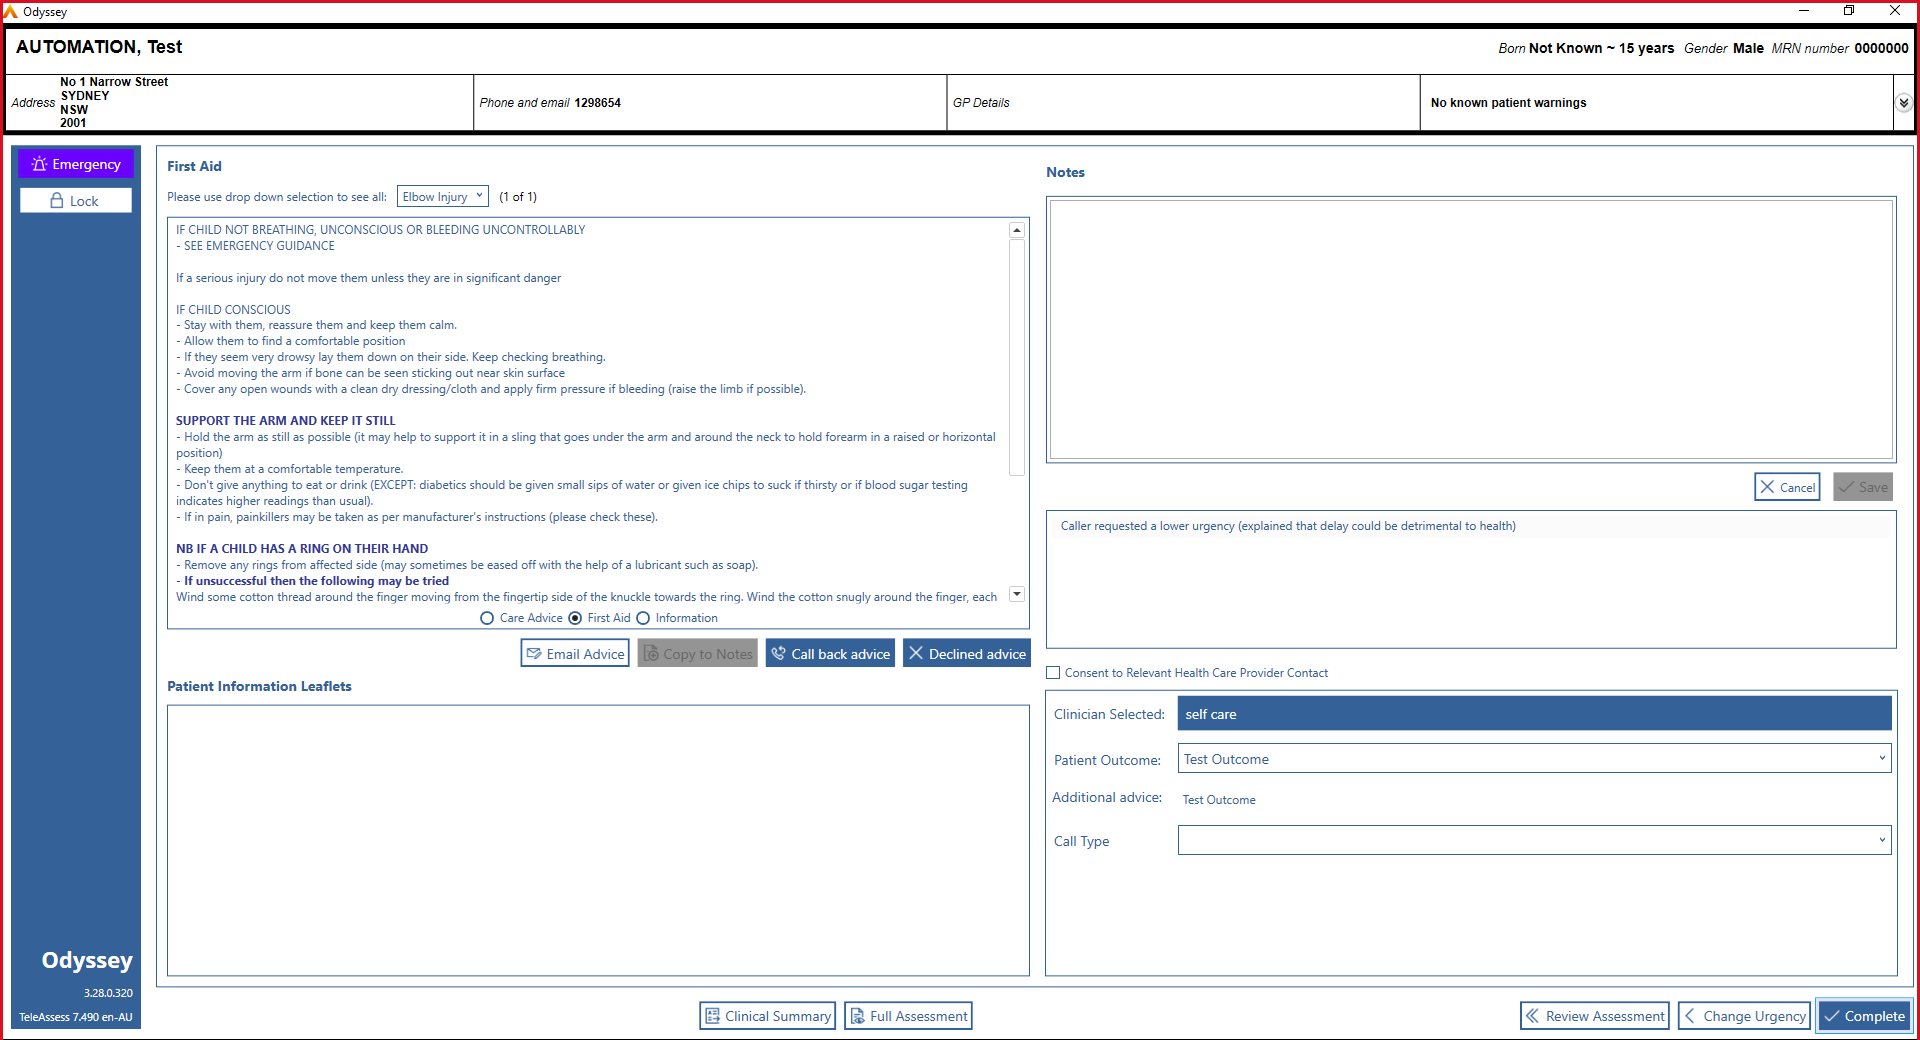 Odyssey
AUTOMATION, Test
Born Not Known ~ 15 years Gender Male MRN number 0000000
Address No 1 Narrow Street
SYDNEY
NSW
2001
Phone and email 1298654
GP Details
No known patient warnings
Emergency
Lock
First Aid
Please use drop down selection to see all: Elbow Injury (1 of 1)
IF CHILD NOT BREATHING, UNCONSCIOUS OR BLEEDING UNCONTROLLABLY
- SEE EMERGENCY GUIDANCE
If a serious injury do not move them unless they are in significant danger
IF CHILD CONSCIOUS
- Stay with them, reassure them and keep them calm.
- Allow them to find a comfortable position
- If they seem very drowsy lay them down on their side. Keep checking breathing.
- Avoid moving the arm if bone can be seen sticking out near skin surface
- Cover any open wounds with a clean dry dressing/cloth and apply firm pressure if bleeding (raise the limb if possible).
SUPPORT THE ARM AND KEEP IT STILL
- Hold the arm as still as possible (it may help to support it in a sling that goes under the arm and around the neck to hold forearm in a raised or horizontal
position)
- Keep them at a comfortable temperature.
- Don't give anything to eat or drink (EXCEPT: diabetics should be given small sips of water or given ice chips to suck if thirsty or if blood sugar testing
indicates higher readings than usual).
- If in pain, painkillers may be taken as per manufacturer's instructions (please check these).
NB IF A CHILD HAS A RING ON THEIR HAND
- Remove any rings from affected side (may sometimes be eased off with the help of a lubricant such as soap).
- If unsuccessful then the following may be tried
Wind some cotton thread around the finger moving from the fingertip side of the knuckle towards the ring. Wind the cotton snugly around the finger, each
Care Advice First Aid Information
Email Advice Copy to Notes Call back advice Declined advice
Patient Information Leaflets
Notes
Cancel Save
Caller requested a lower urgency (explained that delay could be detrimental to health)
Consent to Relevant Health Care Provider Contact
Clinician Selected: self care
Patient Outcome: Test Outcome
Additional advice: Test Outcome
Call Type
Odyssey
3.28.0.320
TeleAssess 7.490 en-AU
Clinical Summary Full Assessment Review Assessment Change Urgency Complete